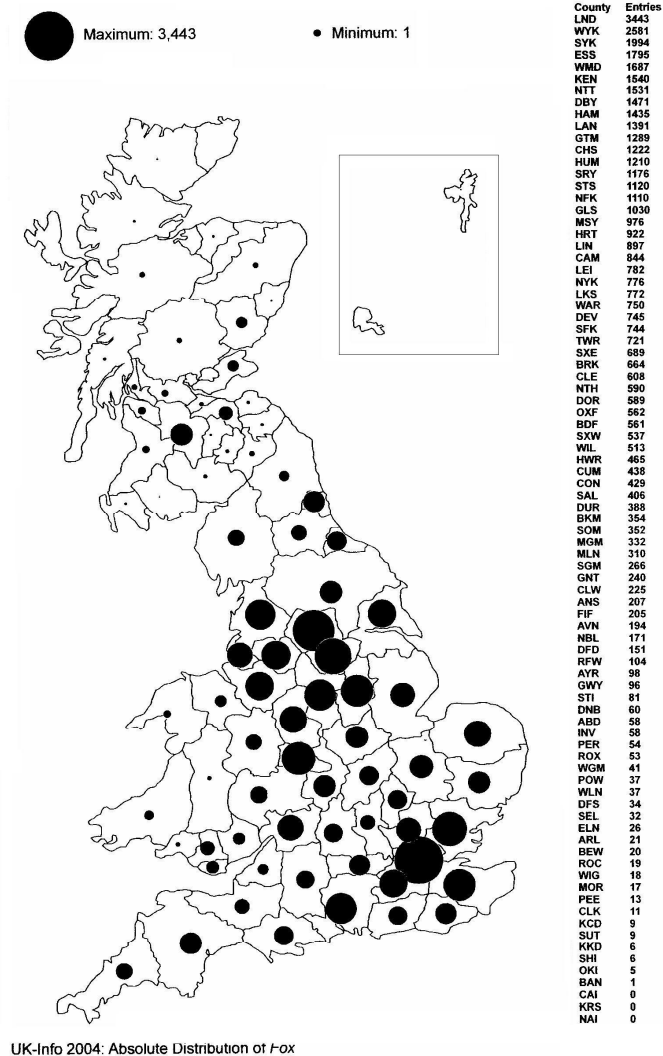 Maximum: 3,443
Minimum: 1
County Entries
LND 3443
WYK 2581
SYK 1994
ESS 1795
WMD 1687
KEN 1540
NTT 1531
DBY 1471
HAM 1435
LAN 1391
GTM 1289
CHS 1222
HUM 1210
SRY 1176
STS 1120
NFK 1110
GLS 1030
MSY 976
HRT 922
LIN 897
CAM 844
LEI 782
NYK 776
LKS 772
WAR 750
DEV 745
SFK 744
TWR 721
SXE 689
BRK 664
CLE 608
NTH 590
DOR 589
OXF 562
BDF 561
SXW 537
WIL 513
HWR 465
CUM 438
CON 429
SAL 406
DUR 388
BKM 354
SOM 352
MGM 332
MLN 310
SGM 266
GNT 240
CLW 225
ANS 207
FIF 205
AVN 194
NBL 171
DFD 151
RFW 104
AYR 98
GWY 96
STI 81
DNB 60
ABD 58
INV 58
PER 54
ROX 53
WGM 41
POW 37
WLN 37
DFS 34
SEL 32
ELN 26
ARL 21
BEW 20
ROC 19
WIG 18
MOR 17
PEE 13
CLK 11
KCD 9
SUT 9
KKD 6
SHI 6
OKI 5
BAN 1
CAI 0
KRS 0
NAI 0
UK-Info 2004: Absolute Distribution of Fox